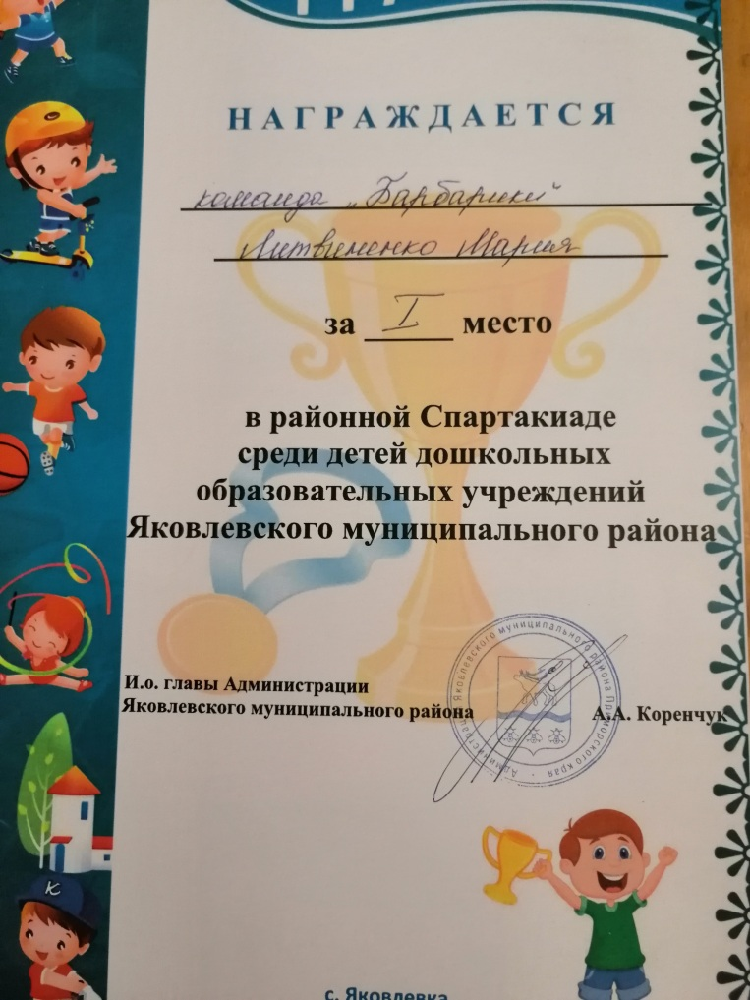 НАГРАЖДАЕТСЯ
команда „Барбарики"
Литвиненко Мария
за I место
в районной Спартакиаде
среди детей дошкольных
образовательных учреждений
Яковлевского муниципального района
И.о. главы Администрации
Яковлевского муниципального района А.А. Коренчук
Администрация Яковлевского муниципального района Приморского края
К
с. Яковлевка